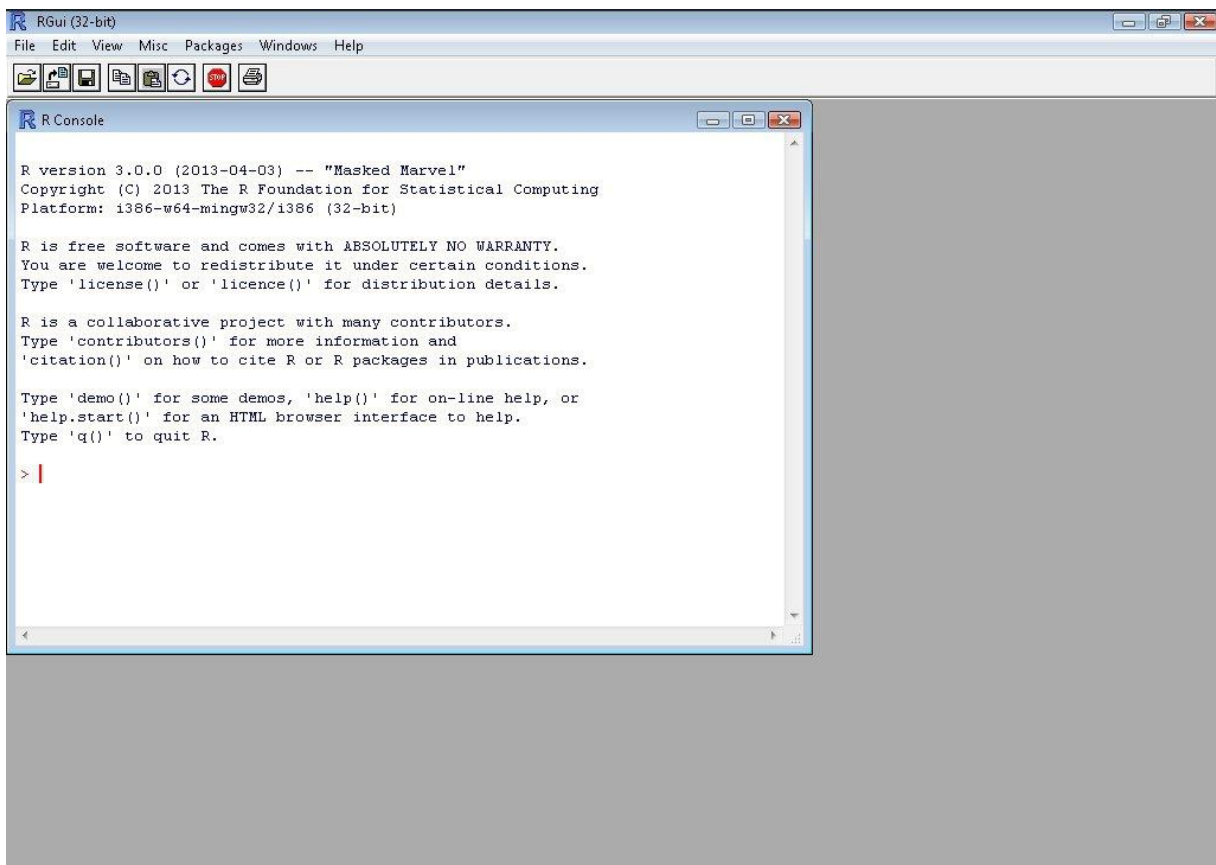 RGui (32-bit)
File Edit View Misc Packages Windows Help
STOP
R Console
R version 3.0.0 (2013-04-03) -- "Masked Marvel"
Copyright (C) 2013 The R Foundation for Statistical Computing
Platform: i386-w64-mingw32/i386 (32-bit)
R is free software and comes with ABSOLUTELY NO WARRANTY.
You are welcome to redistribute it under certain conditions.
Type 'license()' or 'licence()' for distribution details.
R is a collaborative project with many contributors.
Type 'contributors()' for more information and
'citation()' on how to cite R or R packages in publications.
Type 'demo()' for some demos, 'help()' for on-line help, or
'help.start()' for an HTML browser interface to help.
Type 'q()' to quit R.
>